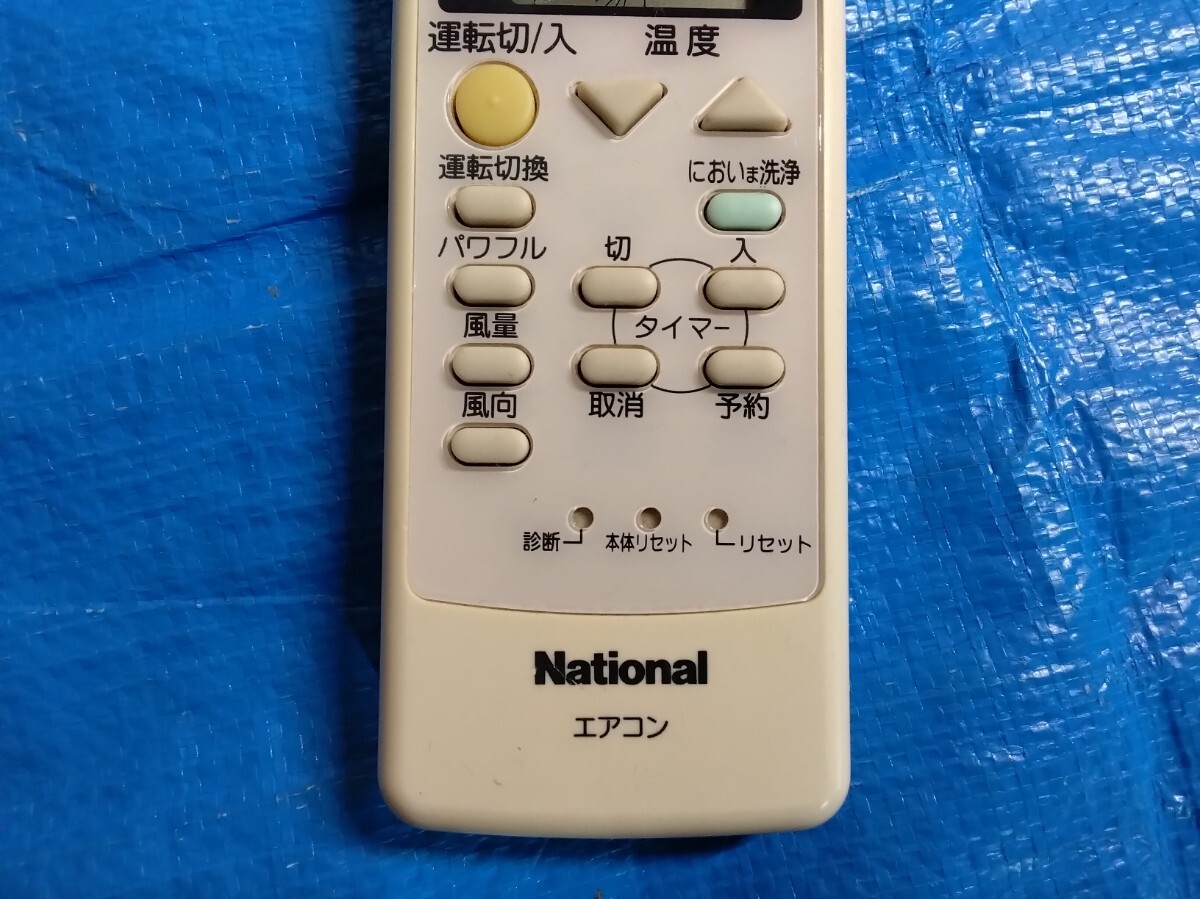 運転切/入 温度
運転切換 においま洗浄
パワフル 切 入
風量 タイマー
風向 取消 予約
診断 本体リセット リセット
National
エアコン